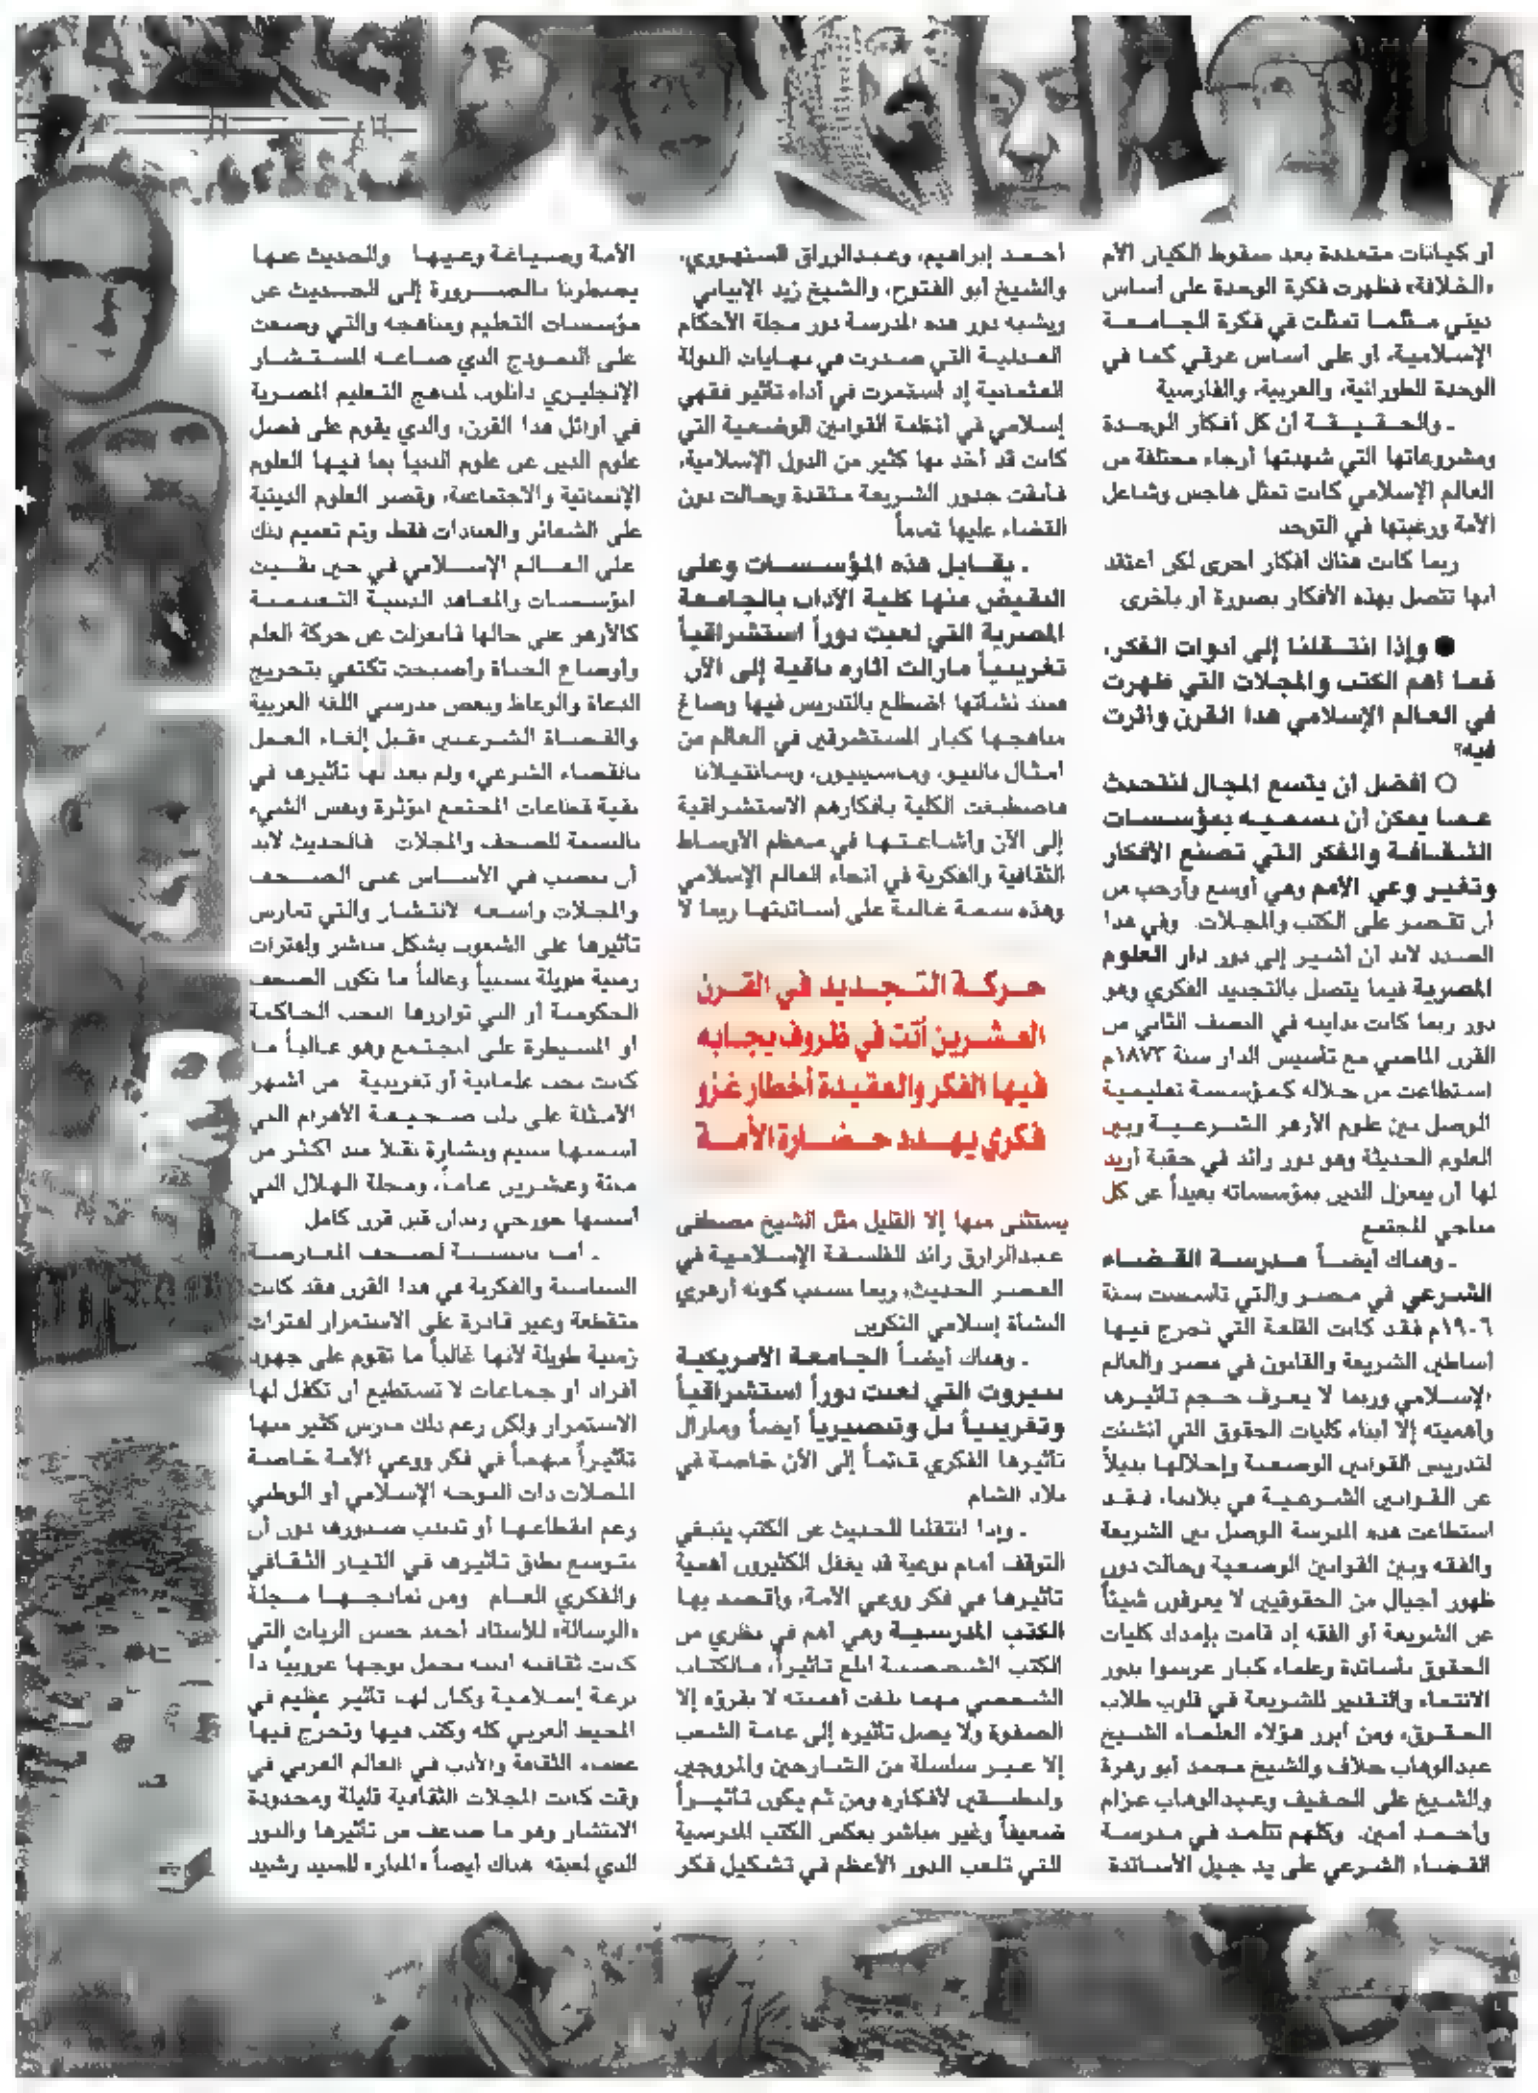 أو كيانات متعددة بعد سقوط الكيان الأم
«الخلافة» فظهرت فكرة الوحدة على أساس
ديني مثلما تمثلت في فكرة الجامعة
الإسلامية، أو على أساس عرقي كما في
الوحدة الطورانية، والعربية، والفارسية
ـ والحقيقة أن كل أفكار الوحدة
ومشروعاتها التي شهدتها أرجاء مختلفة من
العالم الإسلامي كانت تمثل هاجس وشاغل
الأمة ورغبتها في التوحد
ربما كانت هناك أفكار أخرى لكن أعتقد
أنها تتصل بهذه الأفكار بصورة أو بأخرى
● وإذا انتقلنا إلى أدوات الفكر،
فما أهم الكتب والمجلات التي ظهرت
في العالم الإسلامي هذا القرن وأثرت
فيه؟
○ أفضل أن يتسع المجال لنتحدث
عما يمكن أن نسميه بمؤسسات
الثقافة والفكر التي تصنع الأفكار
وتغير وعي الأمم وهي أوسع وأرحب من
أن تقتصر على الكتب والمجلات. وفي هذا
الصدد لابد أن أشير إلى دور دار العلوم
المصرية فيما يتصل بالتجديد الفكري وهو
دور ربما كانت بدايته في النصف الثاني من
القرن الماضي مع تأسيس الدار سنة ١٨٧٢م
استطاعت من خلاله كمؤسسة تعليمية
الوصل بين علوم الأزهر الشرعية وبين
العلوم الحديثة وهو دور رائد في حقبة أريد
لها أن ينعزل الدين بمؤسساته بعيداً عن كل
مناحي المجتمع
ـ وهناك أيضاً مدرسة القضاء
الشرعي في مصر والتي تأسست سنة
١٩٠٦م فقد كانت القلعة التي تخرج فيها
أساطين الشريعة والقانون في مصر والعالم
الإسلامي وربما لا يعرف حجم تأثيرها
وأهميته إلا أبناء كليات الحقوق التي أنشئت
لتدريس القوانين الوضعية وإحلالها بديلاً
عن القوانين الشرعية في بلادنا، فقد
استطاعت هذه المدرسة الوصل بين الشريعة
والفقه وبين القوانين الوضعية وحالت دون
ظهور أجيال من الحقوقيين لا يعرفون شيئاً
عن الشريعة أو الفقه إذ قامت بإمداد كليات
الحقوق بأساتذة وعلماء كبار غرسوا بذور
الانتماء والتقدير للشريعة في قلوب طلاب
الحقوق، ومن أبرز هؤلاء العلماء الشيخ
عبدالوهاب خلاف والشيخ محمد أبو زهرة
والشيخ علي الخفيف وعبدالوهاب عزام
وأحمد أمين. وكلهم تتلمذ في مدرسة
القضاء الشرعي على يد جيل الأساتذة
أحمد إبراهيم، وعبدالرزاق السنهوري،
والشيخ أبو الفتوح، والشيخ زيد الإبياني
ويشبه دور هذه المدرسة دور مجلة الأحكام
العدلية التي صدرت في نهايات الدولة
العثمانية إذ استمرت في أداء تأثير فقهي
إسلامي في أنظمة القوانين الوضعية التي
كانت قد أخذ بها كثير من الدول الإسلامية،
فأبقت جذور الشريعة متقدة وحالت دون
القضاء عليها تماماً
ـ يقابل هذه المؤسسات وعلى
النقيض منها كلية الآداب بالجامعة
المصرية التي لعبت دوراً استشراقياً
تغريبياً مازالت آثاره باقية إلى الآن
فمنذ نشأتها اضطلع بالتدريس فيها وصاغ
مناهجها كبار المستشرقين في العالم من
أمثال نالينو، وماسينيون، وسانتيلانا
فاصطبغت الكلية بأفكارهم الاستشراقية
إلى الآن وأشاعتها في معظم الأوساط
الثقافية والفكرية في أنحاء العالم الإسلامي
وهذه سمة غالبة على أساتذتها ربما لا
حركة التجديد في القرن
العشرين أتت في ظروف يجابه
فيها الفكر والعقيدة أخطار غزو
فكري يهدد حضارة الأمة
يستثنى منها إلا القليل مثل الشيخ مصطفى
عبدالرازق رائد الفلسفة الإسلامية في
العصر الحديث، ربما بسبب كونه أزهري
النشأة إسلامي التكوين
ـ وهناك أيضاً الجامعة الأمريكية
ببيروت التي لعبت دوراً استشراقياً
وتغريبياً بل وتنصيرياً أيضاً ومازال
تأثيرها الفكري قائماً إلى الآن خاصة في
بلاد الشام
ـ وإذا انتقلنا للحديث عن الكتب ينبغي
التوقف أمام نوعية قد يغفل الكثيرون أهمية
تأثيرها في فكر ووعي الأمة، وأقصد بها
الكتب المدرسية وهي أهم في نظري من
الكتب الشخصية أبلغ تأثيراً، فالكتاب
الشخصي مهما بلغت أهميته لا يقرؤه إلا
الصفوة ولا يصل تأثيره إلى عامة الشعب
إلا عبر سلسلة من الشارحين والمروجين
والمطبقين لأفكاره ومن ثم يكون تأثيراً
ضعيفاً وغير مباشر بعكس الكتب المدرسية
التي تلعب الدور الأعظم في تشكيل فكر
الأمة وصياغة وعيها والحديث عنها
يضطرنا بالضرورة إلى الحديث عن
مؤسسات التعليم ومناهجه والتي وضعت
على النموذج الذي صاغه المستشار
الإنجليزي دانلوب لمناهج التعليم المصرية
في أوائل هذا القرن، والذي يقوم على فصل
علوم الدين عن علوم الدنيا بما فيها العلوم
الإنسانية والاجتماعية، وقصر العلوم الدينية
على الشعائر والعبادات فقط، وتم تعميم ذلك
على العالم الإسلامي في حين بقيت
المؤسسات والمعاهد الدينية التعليمية
كالأزهر على حالها فانعزلت عن حركة العلم
وأوضاع الحياة وأصبحت تكتفي بتخريج
الدعاة والوعاظ وبعض مدرسي اللغة العربية
والقضاة الشرعيين «قبل إلغاء العمل
بالقضاء الشرعي» ولم يعد لها تأثيرها في
بقية قطاعات المجتمع المؤثرة ونفس الشيء
بالنسبة للصحف والمجلات فالحديث لابد
أن ينصب في الأساس على الصحف
والمجلات واسعة الانتشار والتي تمارس
تأثيرها على الشعوب بشكل مباشر ولفترات
زمنية طويلة نسبياً وغالباً ما تكون الصحف
الحكومية أو التي توازرها النخب الحاكمة
أو المسيطرة على المجتمع وهو غالباً ما
كانت نخب علمانية أو تغريبية من أشهر
الأمثلة على ذلك صحيفة الأهرام التي
أسسها سليم وبشارة تقلا منذ أكثر من
مئة وعشرين عاماً، ومجلة الهلال التي
أسسها جورجي زيدان قبل قرن كامل
ـ أما بالنسبة لصحف المعارضة
السياسية والفكرية في هذا القرن فقد كانت
متقطعة وغير قادرة على الاستمرار لفترات
زمنية طويلة لأنها غالباً ما تقوم على جهود
أفراد أو جماعات لا تستطيع أن تكفل لها
الاستمرار ولكن رغم ذلك مارس كثير منها
تأثيراً مهماً في فكر ووعي الأمة خاصة
المجلات ذات التوجه الإسلامي أو الوطني
رغم انقطاعها أو تذبذب صدورها دون أن
يتوسع نطاق تأثيرها في التيار الثقافي
والفكري العام ومن نماذجها مجلة
«الرسالة» للأستاذ أحمد حسن الزيات التي
كانت ثقافية أدبية تحمل توجها عروبيا ذا
نزعة إسلامية وكان لها تأثير عظيم في
المحيط العربي كله وكتب فيها وتخرج فيها
عظماء الثقافة والأدب في العالم العربي في
وقت كانت المجلات الثقافية قليلة ومحدودة
الانتشار وهو ما ضاعف من تأثيرها والدور
الذي لعبته هناك أيضاً «المنار» للسيد رشيد